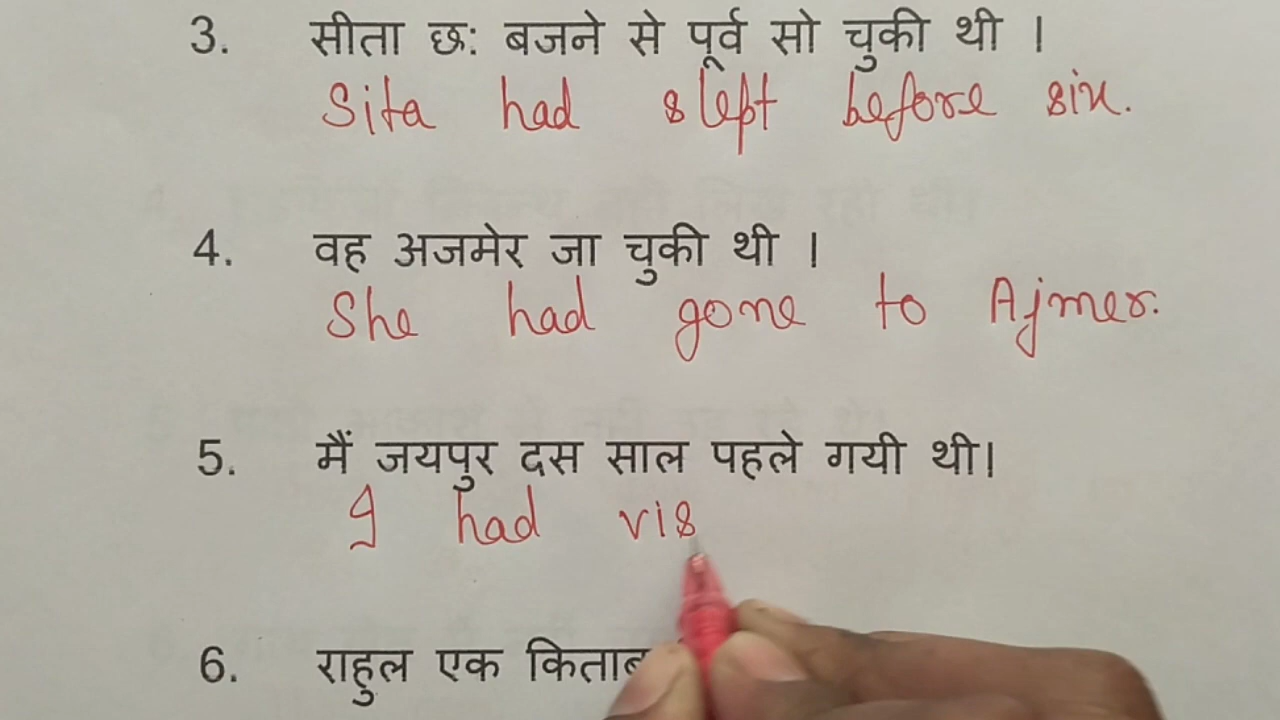 3. सीता छ: बजने से पूर्व सो चुकी थी ।
Sita had slept before six.
4. वह अजमेर जा चुकी थी ।
She had gone to Ajmer.
5. मैं जयपुर दस साल पहले गयी थी।
I had vis
6. राहुल एक किताब